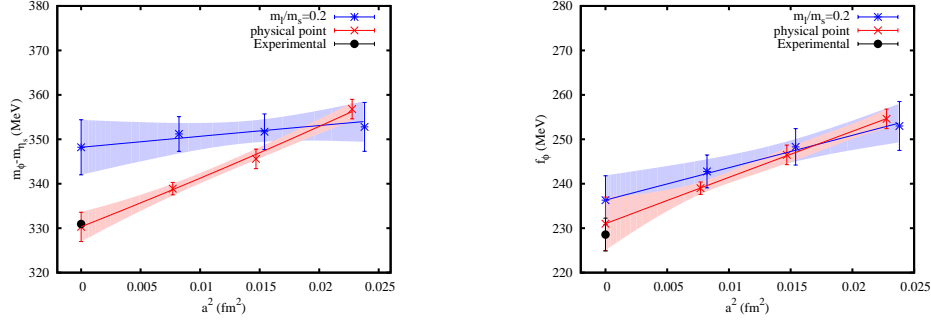 m_ϕ-m_{η_s} (MeV)
380
370
360
350
340
330
320
m_l/m_s=0.2
physical point
Experimental
0 0.005 0.01 0.015 0.02 0.025
a² (fm²)
f_ϕ (MeV)
280
270
260
250
240
230
220
m_l/m_s=0.2
physical point
Experimental
0 0.005 0.01 0.015 0.02 0.025
a² (fm²)